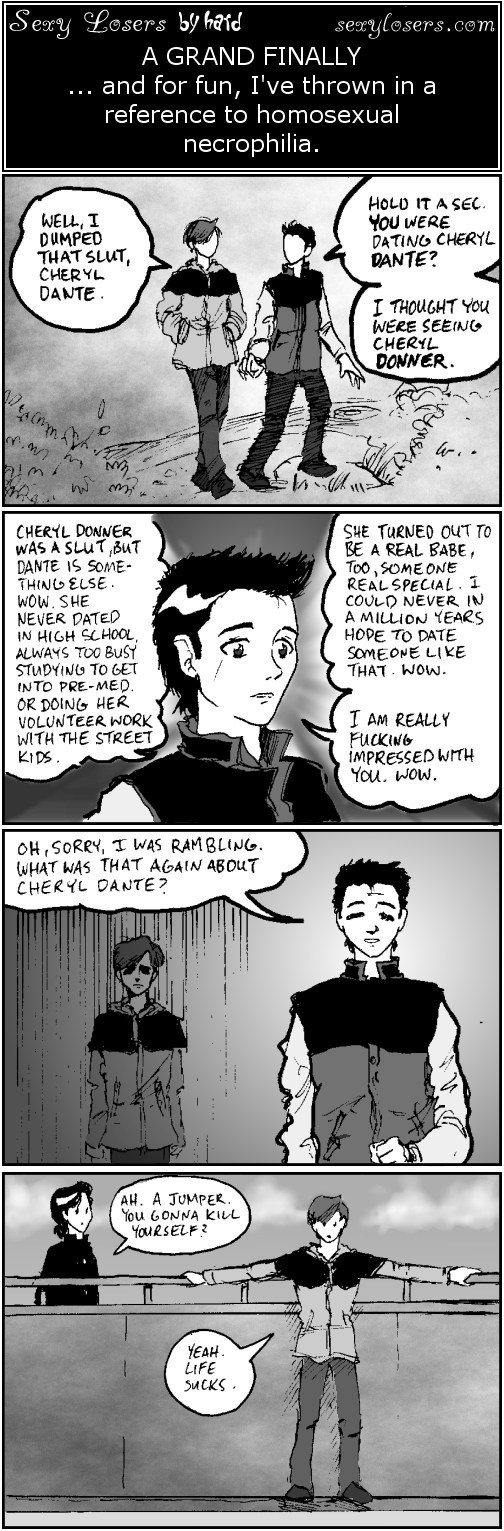 Sexy Losers by hard sexylosers.com
A GRAND FINALLY
... and for fun, I've thrown in a
reference to homosexual
necrophilia.
WELL, I
DUMPED
THAT SLUT,
CHERYL
DANTE.
HOLD IT A SEC.
YOU WERE
DATING CHERYL
DANTE?
I THOUGHT YOU
WERE SEEING
CHERYL
DONNER.
CHERYL DONNER
WAS A SLUT, BUT
DANTE IS SOME-
THING ELSE.
WOW. SHE
NEVER DATED
IN HIGH SCHOOL,
ALWAYS TOO BUSY
STUDYING TO GET
INTO PRE-MED.
OR DOING HER
VOLUNTEER WORK
WITH THE STREET
KIDS.
SHE TURNED OUT TO
BE A REAL BABE,
TOO, SOMEONE
REAL SPECIAL. I
COULD NEVER IN
A MILLION YEARS
HOPE TO DATE
SOMEONE LIKE
THAT. WOW.
I AM REALLY
FUCKING
IMPRESSED WITH
YOU. WOW.
OH, SORRY, I WAS RAMBLING.
WHAT WAS THAT AGAIN ABOUT
CHERYL DANTE?
AH. A JUMPER.
YOU GONNA KILL
YOURSELF?
YEAH.
LIFE
SUCKS.